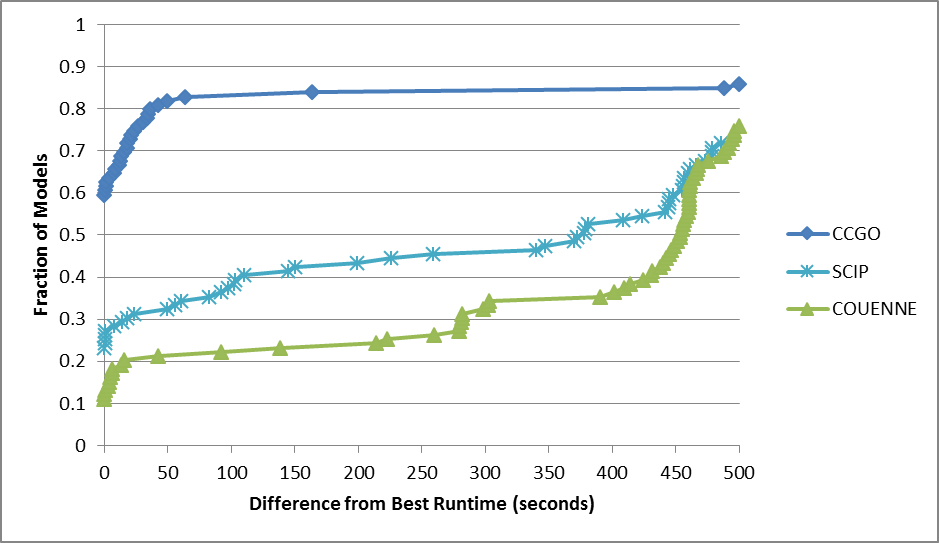 1
0.9
0.8
0.7
0.6
0.5
0.4
0.3
0.2
0.1
0
Fraction of Models
0 50 100 150 200 250 300 350 400 450 500
Difference from Best Runtime (seconds)
CCGO
SCIP
COUENNE